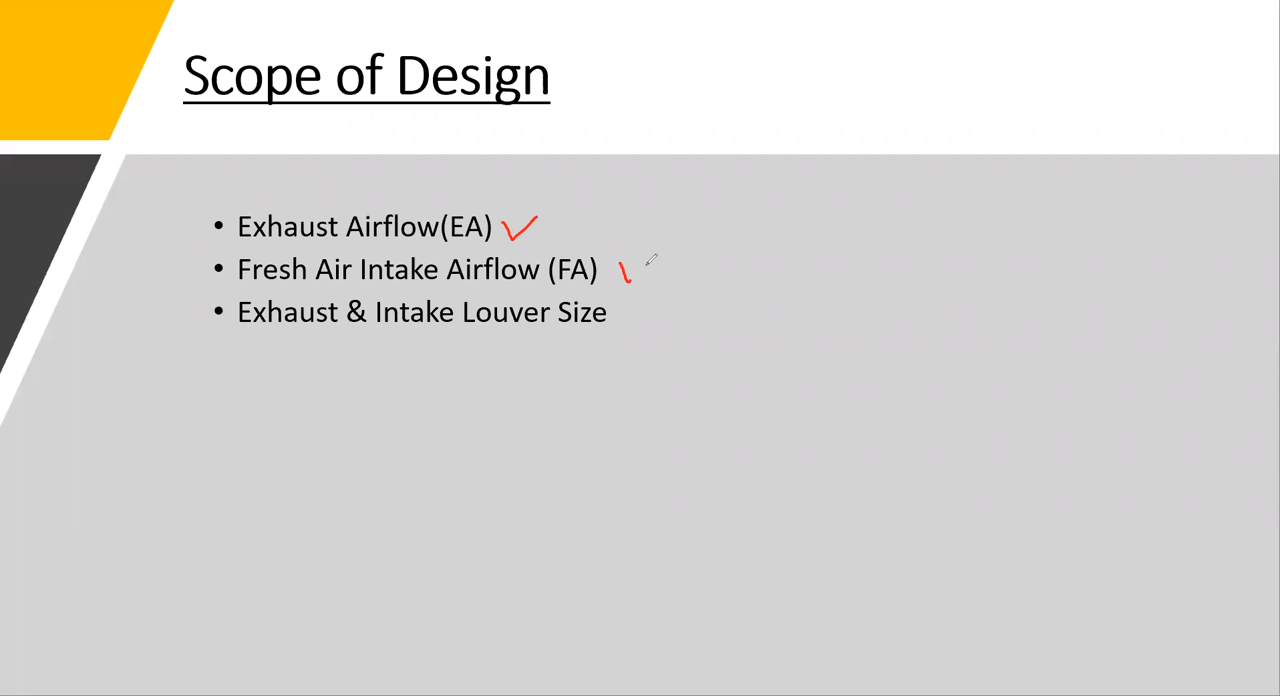 Scope of Design
• Exhaust Airflow(EA)
• Fresh Air Intake Airflow (FA)
• Exhaust & Intake Louver Size